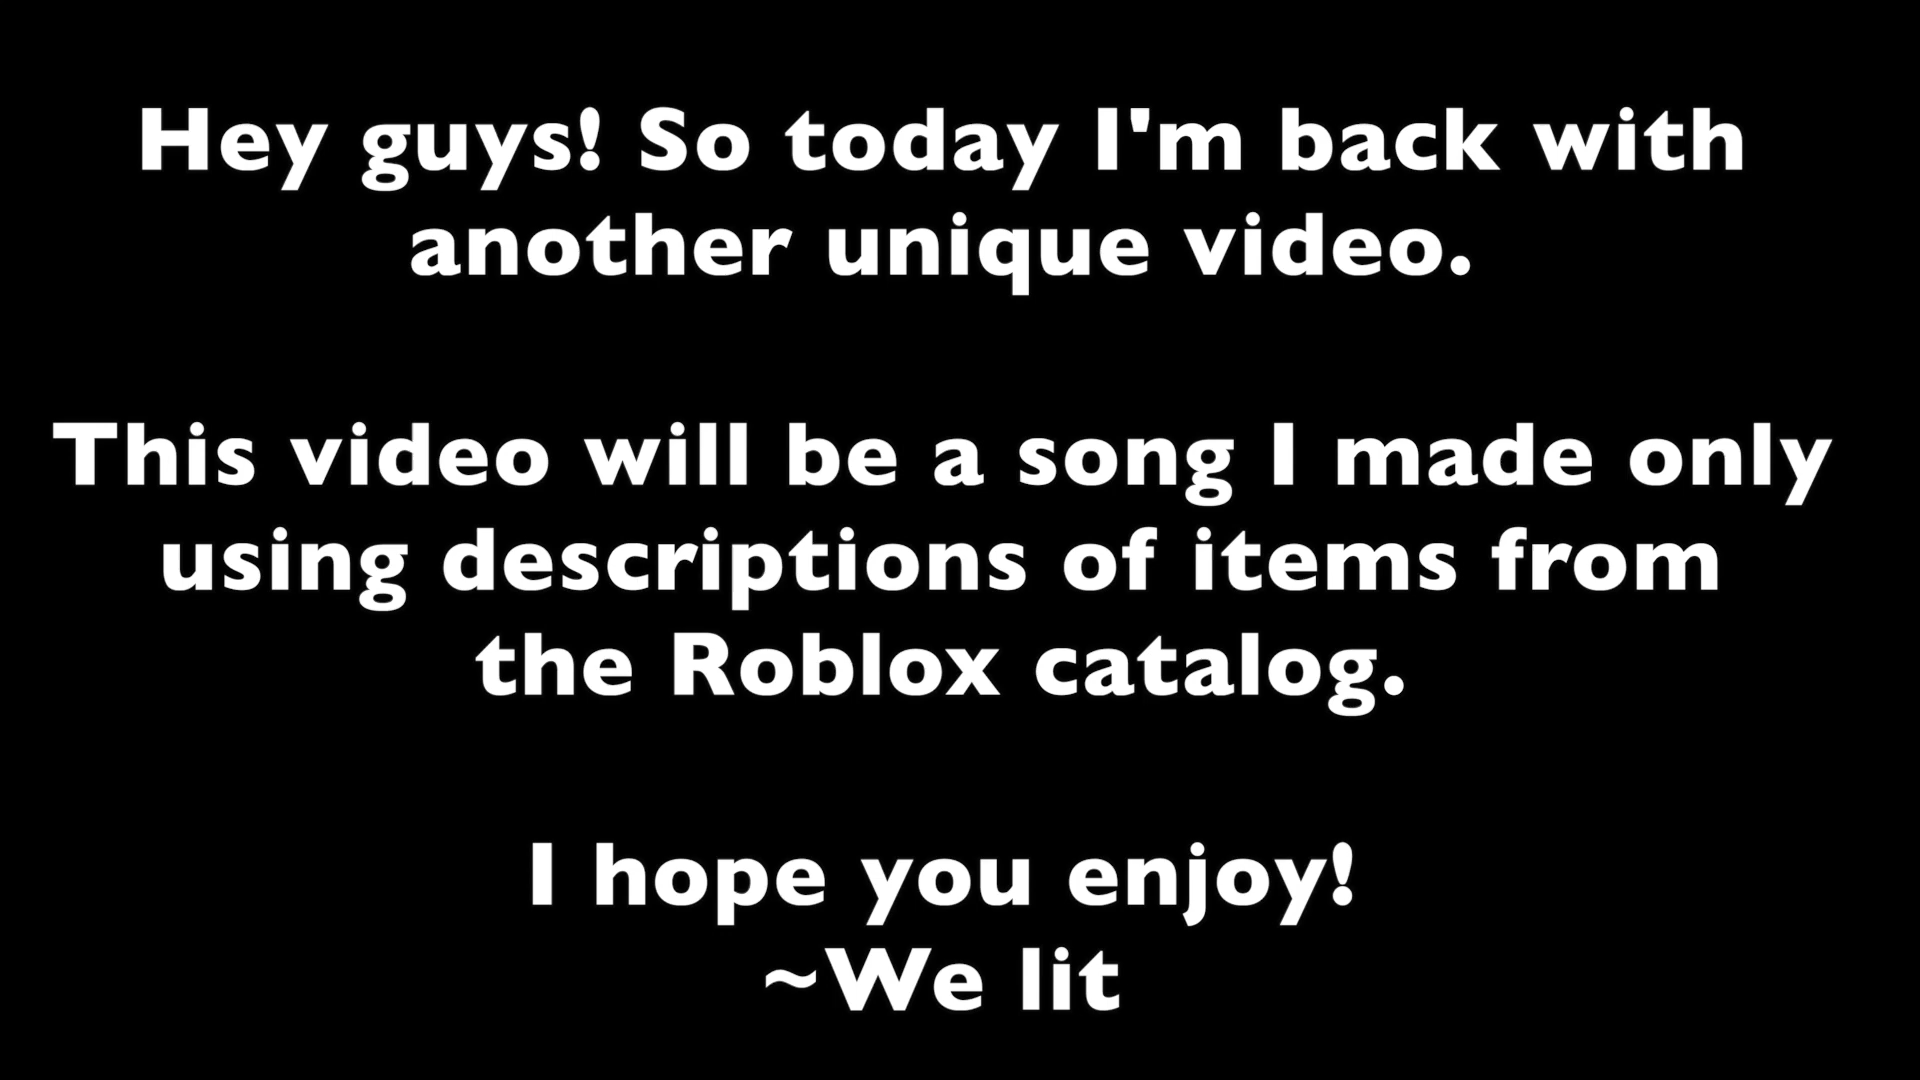 Hey guys! So today I'm back with
another unique video.
This video will be a song I made only
using descriptions of items from
the Roblox catalog.
I hope you enjoy!
~We lit